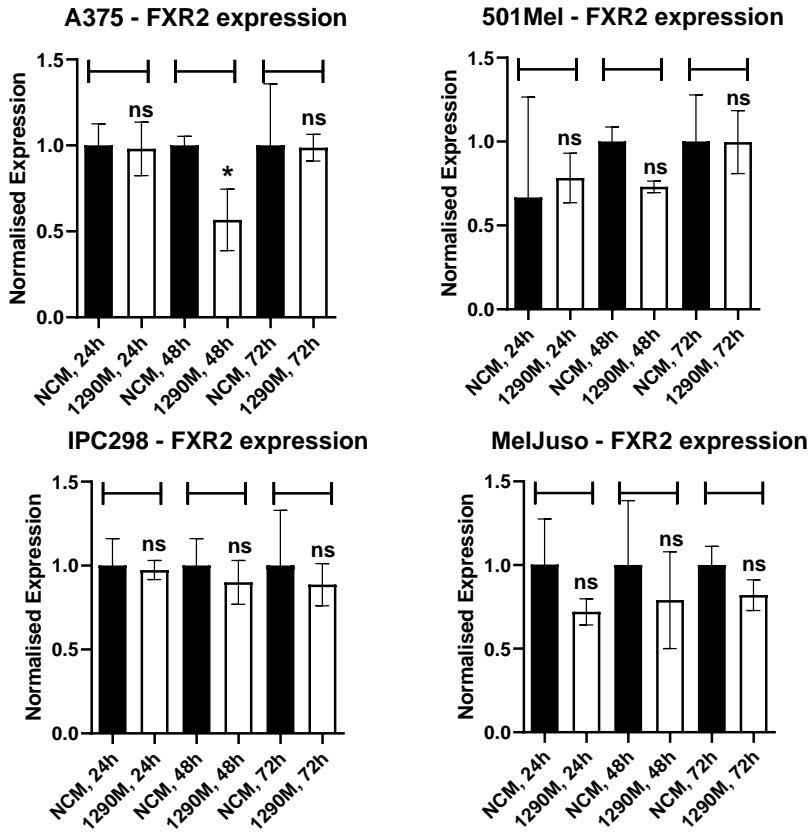 A375 - FXR2 expression
Normalised Expression
1.5
1.0
0.5
0.0
ns
*
ns
NCM, 24h
1290M, 24h
NCM, 48h
1290M, 48h
NCM, 72h
1290M, 72h
501Mel - FXR2 expression
Normalised Expression
1.5
1.0
0.5
0.0
ns
ns
ns
NCM, 24h
1290M, 24h
NCM, 48h
1290M, 48h
NCM, 72h
1290M, 72h
IPC298 - FXR2 expression
Normalised Expression
1.5
1.0
0.5
0.0
ns
ns
ns
NCM, 24h
1290M, 24h
NCM, 48h
1290M, 48h
NCM, 72h
1290M, 72h
MelJuso - FXR2 expression
Normalised Expression
1.5
1.0
0.5
0.0
ns
ns
ns
NCM, 24h
1290M, 24h
NCM, 48h
1290M, 48h
NCM, 72h
1290M, 72h